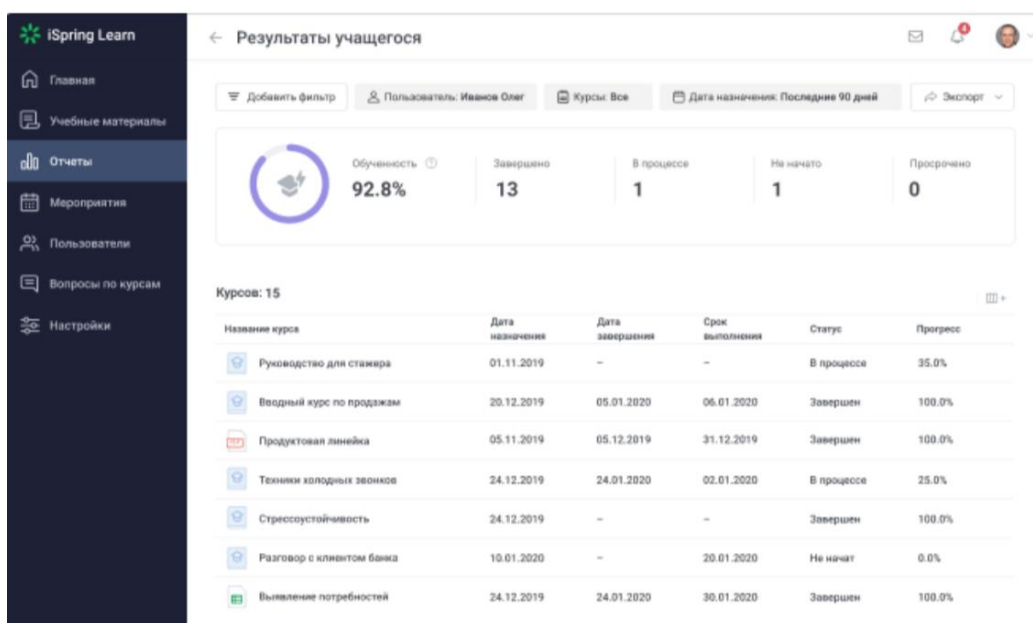 iSpring Learn
Результаты учащегося
4
Главная
Учебные материалы
Отчеты
Мероприятия
Пользователи
Вопросы по курсам
Настройки
Добавить фильтр
Пользователь: Иванов Олег
Курсы: Все
Дата назначения: Последние 90 дней
Экспорт
Обученность ?
92.8%
Завершено
13
В процессе
1
Не начато
1
Просрочено
0
Курсов: 15
Название курса Дата назначения Дата завершения Срок выполнения Статус Прогресс
Руководство для стажера 01.11.2019 – – В процессе 35.0%
Вводный курс по продажам 20.12.2019 05.01.2020 06.01.2020 Завершен 100.0%
Продуктовая линейка 05.11.2019 05.12.2019 31.12.2019 Завершен 100.0%
Техники холодных звонков 24.12.2019 24.01.2020 02.01.2020 В процессе 25.0%
Стрессоустойчивость 24.12.2019 – – Завершен 100.0%
Разговор с клиентом банка 10.01.2020 – 20.01.2020 Не начат 0.0%
Выявление потребностей 24.12.2019 24.01.2020 30.01.2020 Завершен 100.0%